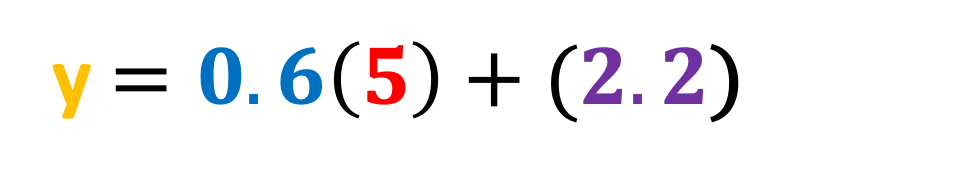 y = 0.6(5) + (2.2)